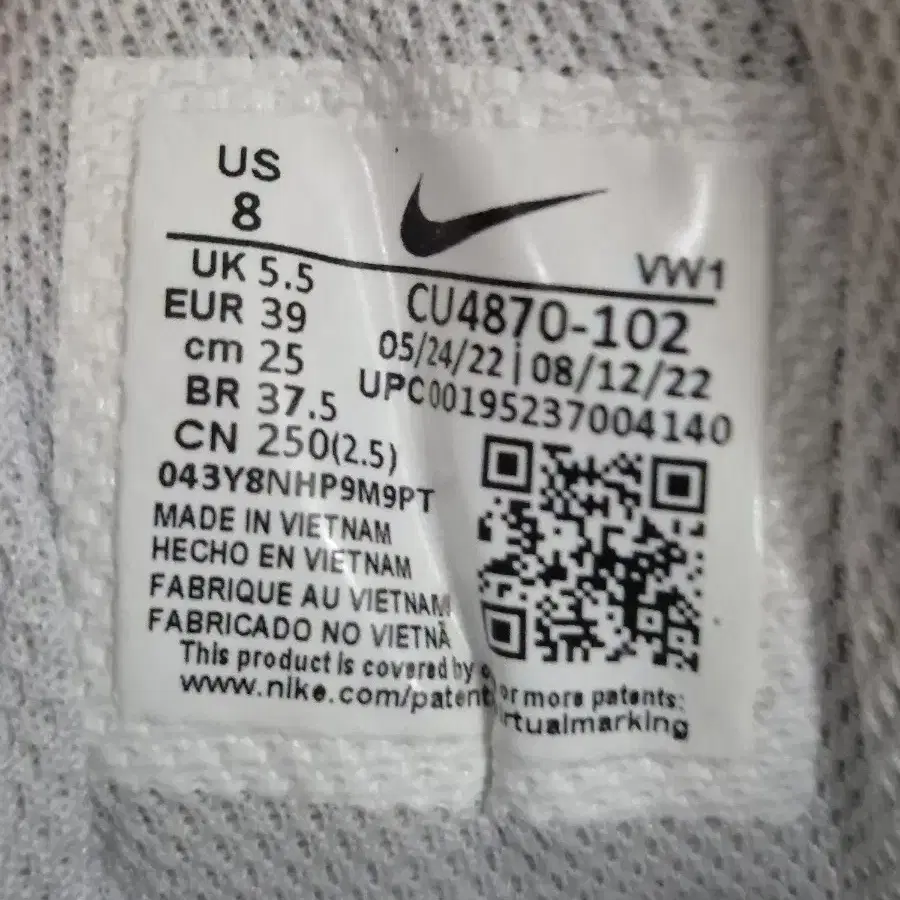 US
8
UK 5.5
EUR 39
cm 25
BR 37.5
CN 250(2.5)
043Y8NHP9M9PT
VW1
CU4870-102
05/24/22 | 08/12/22
UPC00195237004140
MADE IN VIETNAM
HECHO EN VIETNAM
FABRIQUE AU VIETNAM
FABRICADO NO VIETNÃ
This product is covered by or more patents:
www.nike.com/patent rtualmarking